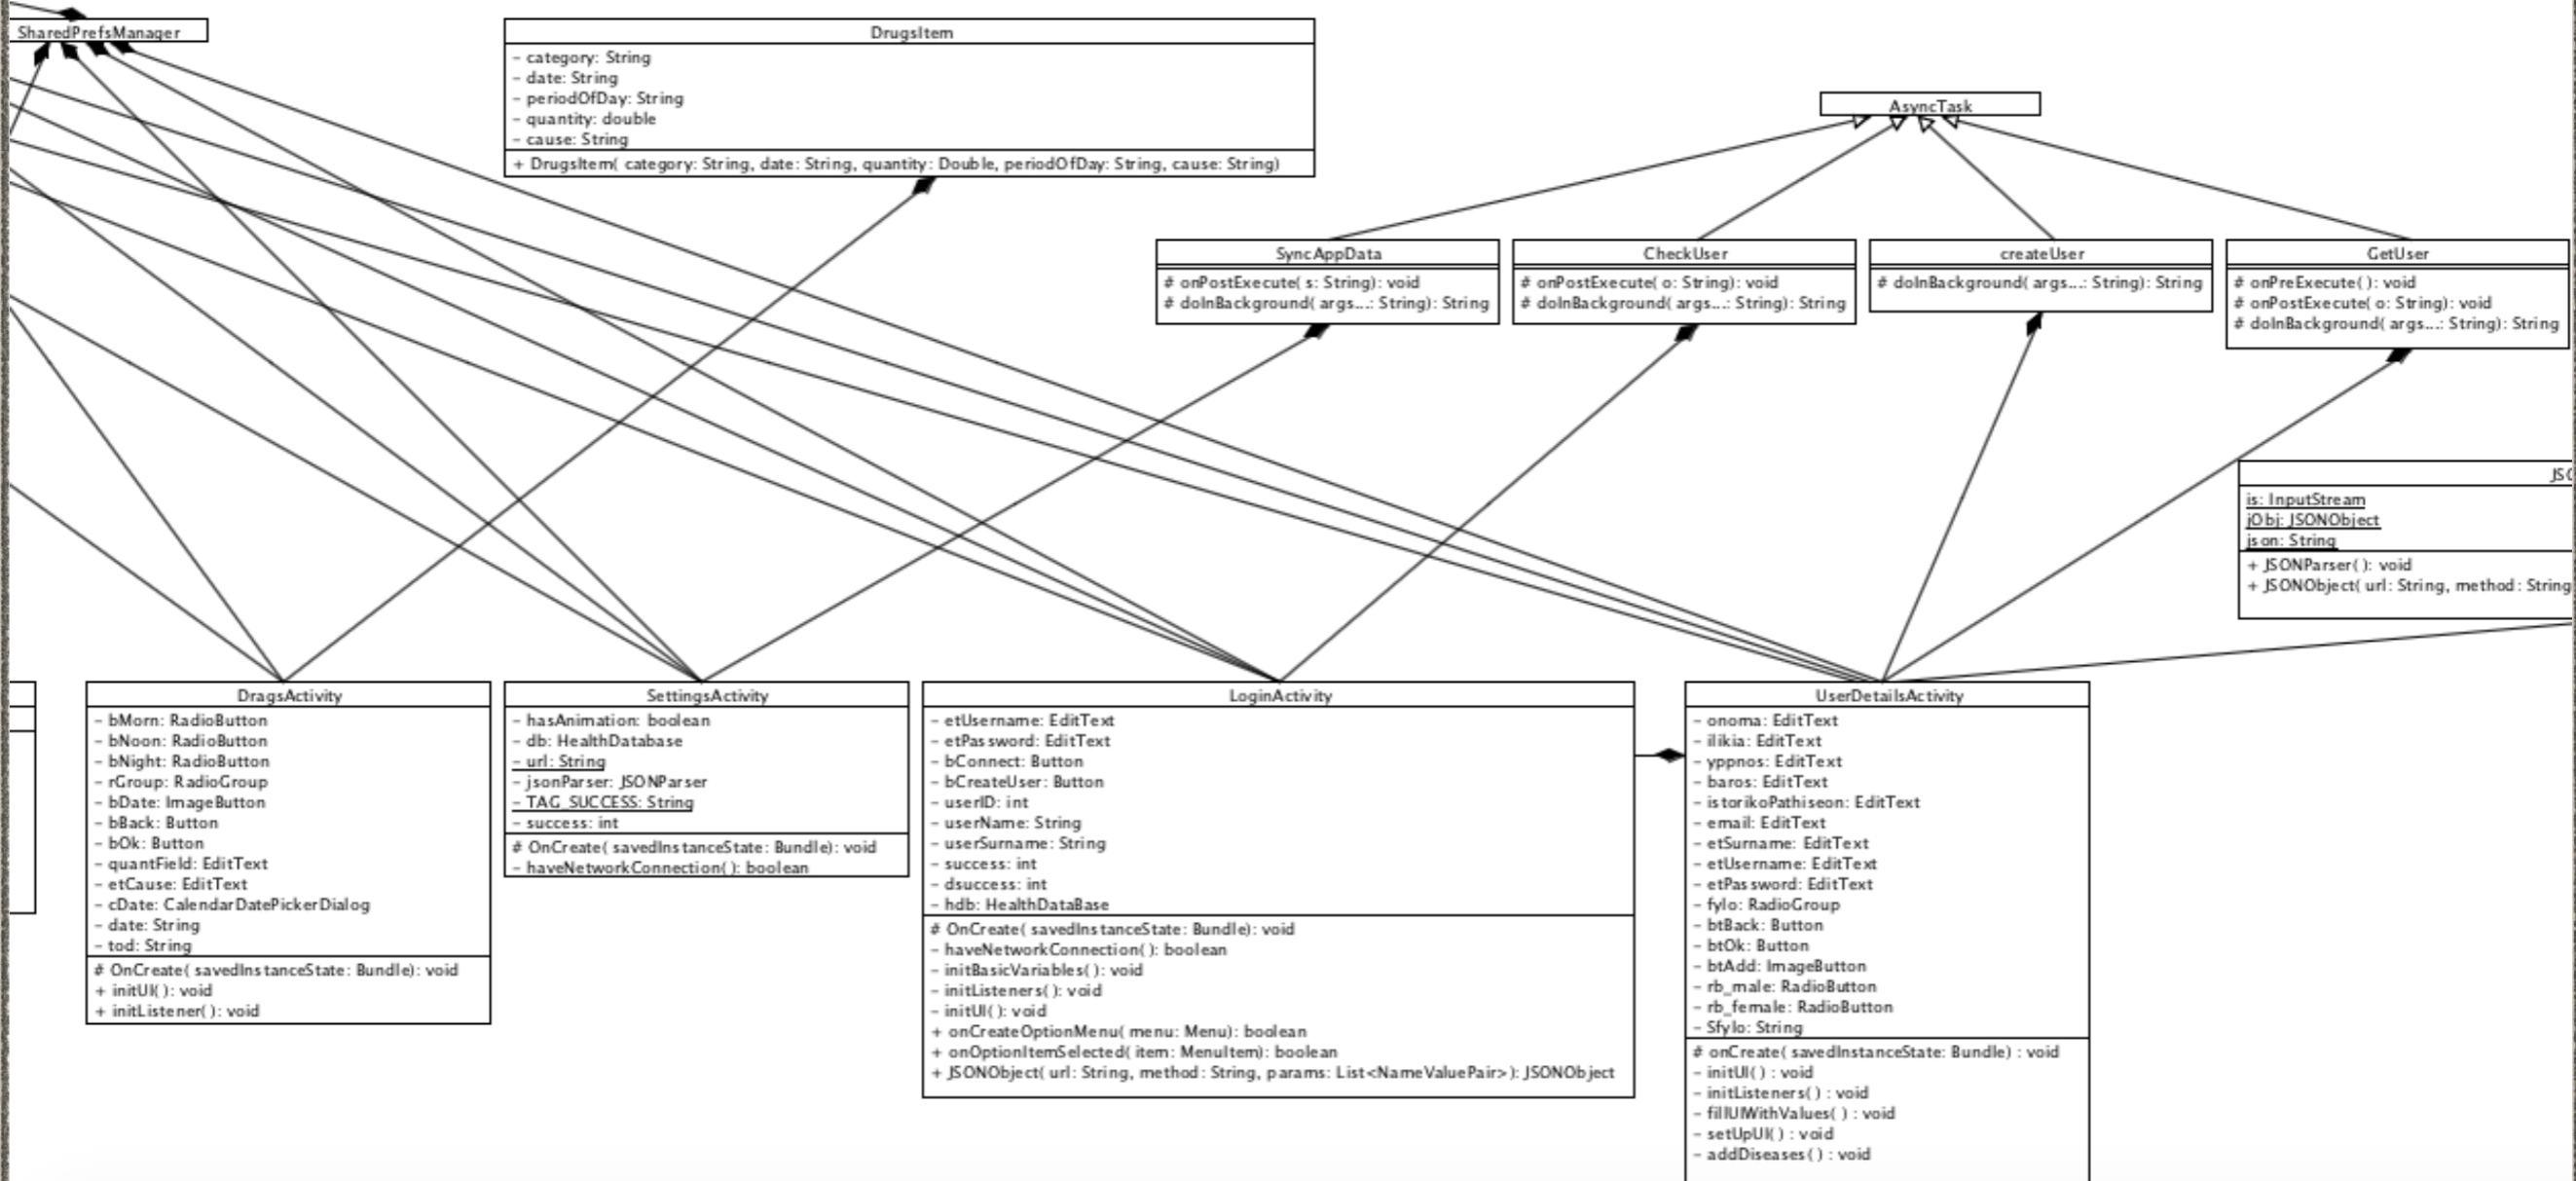 SharedPrefsManager
DrugsItem
- category: String
- date: String
- periodOfDay: String
- quantity: double
- cause: String
+ DrugsItem( category: String, date: String, quantity: Double, periodOfDay: String, cause: String)
AsyncTask
SyncAppData
# onPostExecute( s: String): void
# doInBackground( args...: String): String
CheckUser
# onPostExecute( o: String): void
# doInBackground( args...: String): String
createUser
# doInBackground( args...: String): String
GetUser
# onPreExecute( ): void
# onPostExecute( o: String): void
# doInBackground( args...: String): String
is: InputStream
jObj: JSONObject
json: String
+ JSONParser( ): void
+ JSONObject( url: String, method: String
DragsActivity
- bMorn: RadioButton
- bNoon: RadioButton
- bNight: RadioButton
- rGroup: RadioGroup
- bDate: ImageButton
- bBack: Button
- bOk: Button
- quantField: EditText
- etCause: EditText
- cDate: CalendarDatePickerDialog
- date: String
- tod: String
# OnCreate( savedInstanceState: Bundle): void
+ initUI( ): void
+ initListener( ): void
SettingsActivity
- hasAnimation: boolean
- db: HealthDatabase
- url: String
- jsonParser: JSONParser
- TAG_SUCCESS: String
- success: int
# OnCreate( savedInstanceState: Bundle): void
- haveNetworkConnection( ): boolean
LoginActivity
- etUsername: EditText
- etPassword: EditText
- bConnect: Button
- bCreateUser: Button
- userID: int
- userName: String
- userSurname: String
- success: int
- dsuccess: int
- hdb: HealthDataBase
# OnCreate( savedInstanceState: Bundle): void
- haveNetworkConnection( ): boolean
- initBasicVariables( ): void
- initListeners( ): void
- initUI( ): void
+ onCreateOptionMenu( menu: Menu): boolean
+ onOptionItemSelected( item: MenuItem): boolean
+ JSONObject( url: String, method: String, params: List<NameValuePair>): JSONObject
UserDetailsActivity
- onoma: EditText
- ilikia: EditText
- yppnos: EditText
- baros: EditText
- istorikoPathiseon: EditText
- email: EditText
- etSurname: EditText
- etUsername: EditText
- etPassword: EditText
- fylo: RadioGroup
- btBack: Button
- btOk: Button
- btAdd: ImageButton
- rb_male: RadioButton
- rb_female: RadioButton
- Sfylo: String
# onCreate( savedInstanceState: Bundle) : void
- initUI( ) : void
- initListeners( ) : void
- fillUIWithValues( ) : void
- setUpUI( ) : void
- addDiseases( ) : void